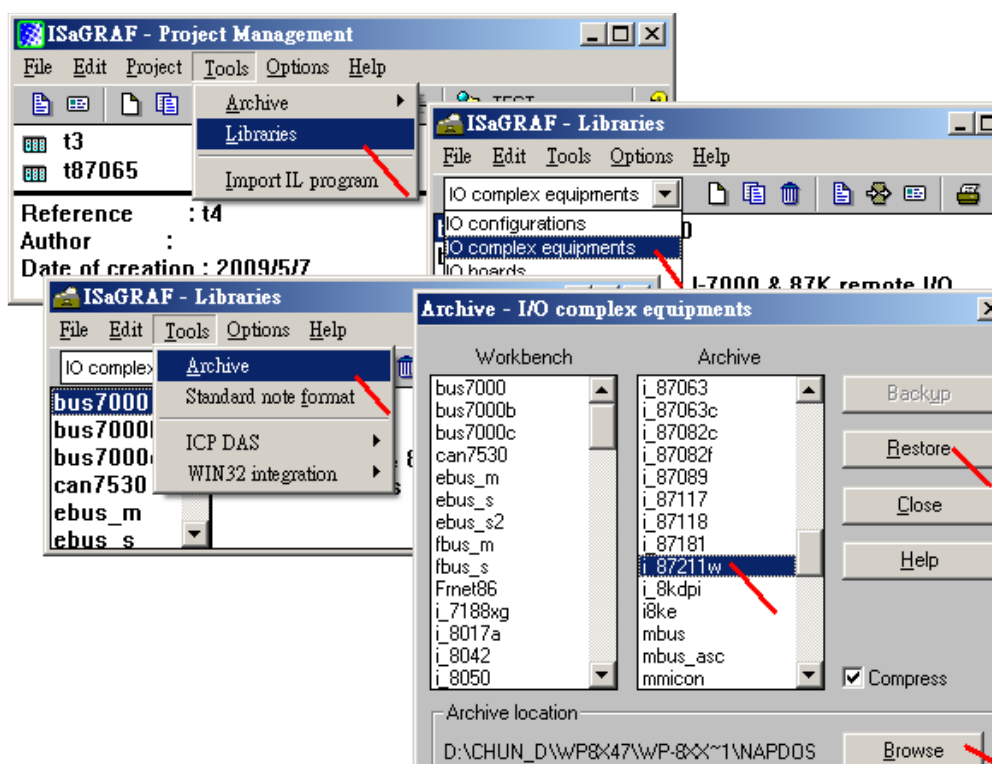 ISaGRAF - Project Management
File Edit Project Tools Options Help
Archive
Libraries
Import IL program
t3
t87065
Reference : t4
Author :
Date of creation : 2009/5/7
ISaGRAF - Libraries
File Edit Tools Options Help
IO complex equipments
IO configurations
IO complex equipments
IO boards
I-7000 & 87K remote I/O
ISaGRAF - Libraries
File Edit Tools Options Help
IO complex
Archive
Standard note format
ICP DAS
WIN32 integration
bus7000
bus7000b
bus7000c
can7530
ebus_m
ebus_s
Archive - I/O complex equipments
Workbench
bus7000
bus7000b
bus7000c
can7530
ebus_m
ebus_s
ebus_s2
fbus_m
fbus_s
Frnet86
i_7188xg
i_8017a
i_8042
i_8050
Archive
i_87063
i_87063c
i_87082c
i_87082f
i_87089
i_87117
i_87118
i_87181
i_87211w
i_8kdpi
i8ke
mbus
mbus_asc
mmicon
Backup
Restore
Close
Help
Compress
Archive location
D:\CHUN_D\WP8X47\WP-8XX~1\NAPDOS
Browse